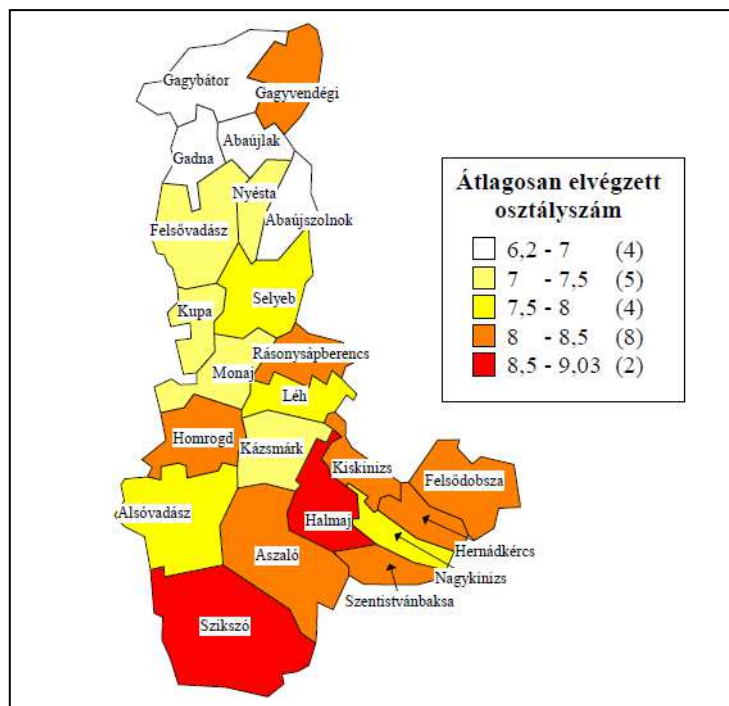 Gagybátor
Gagyvendégi
Abaújlak
Gadna
Nyésta
Abaújszolnok
Felsővadász
Selyeb
Kupa
Rásonysápberencs
Monaj
Léh
Homrogd
Kázsmárk
Kiskinizs
Felsődobsza
Alsóvadász
Halmaj
Aszaló
Hernádkércs
Nagykinizs
Szentistvánbaksa
Szikszó
Átlagosan elvégzett
osztályszám
6,2 - 7 (4)
7 - 7,5 (5)
7,5 - 8 (4)
8 - 8,5 (8)
8,5 - 9,03 (2)